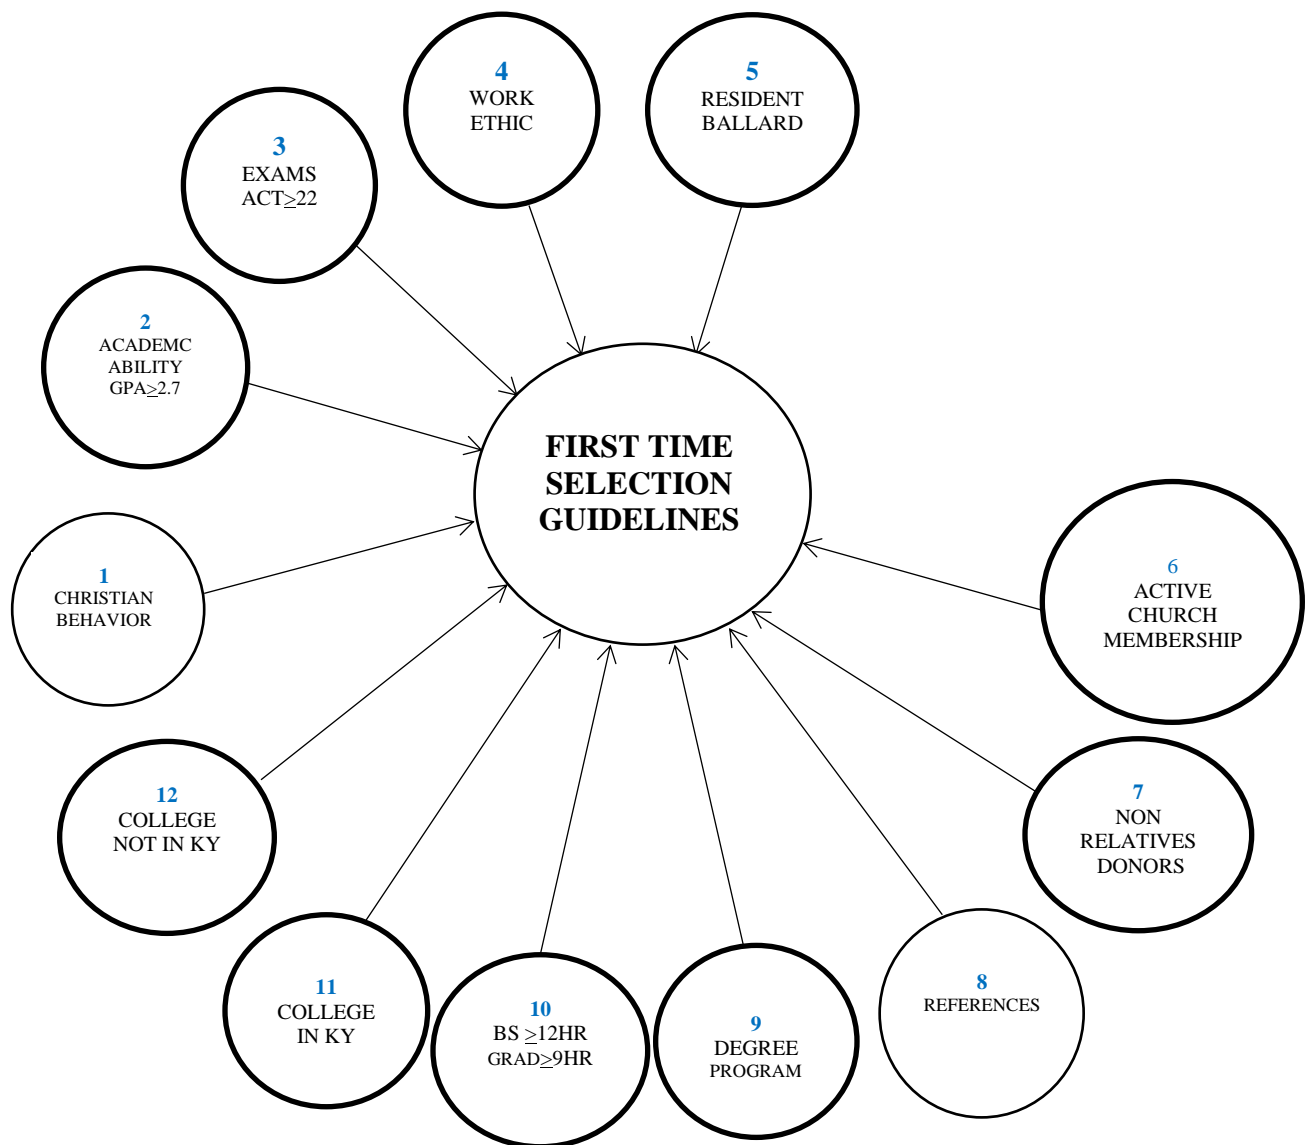 4
WORK
ETHIC
5
RESIDENT
BALLARD
3
EXAMS
ACT≥22
2
ACADEMC
ABILITY
GPA≥2.7
FIRST TIME
SELECTION
GUIDELINES
1
CHRISTIAN
BEHAVIOR
6
ACTIVE
CHURCH
MEMBERSHIP
12
COLLEGE
NOT IN KY
7
NON
RELATIVES
DONORS
11
COLLEGE
IN KY
10
BS ≥12HR
GRAD≥9HR
9
DEGREE
PROGRAM
8
REFERENCES